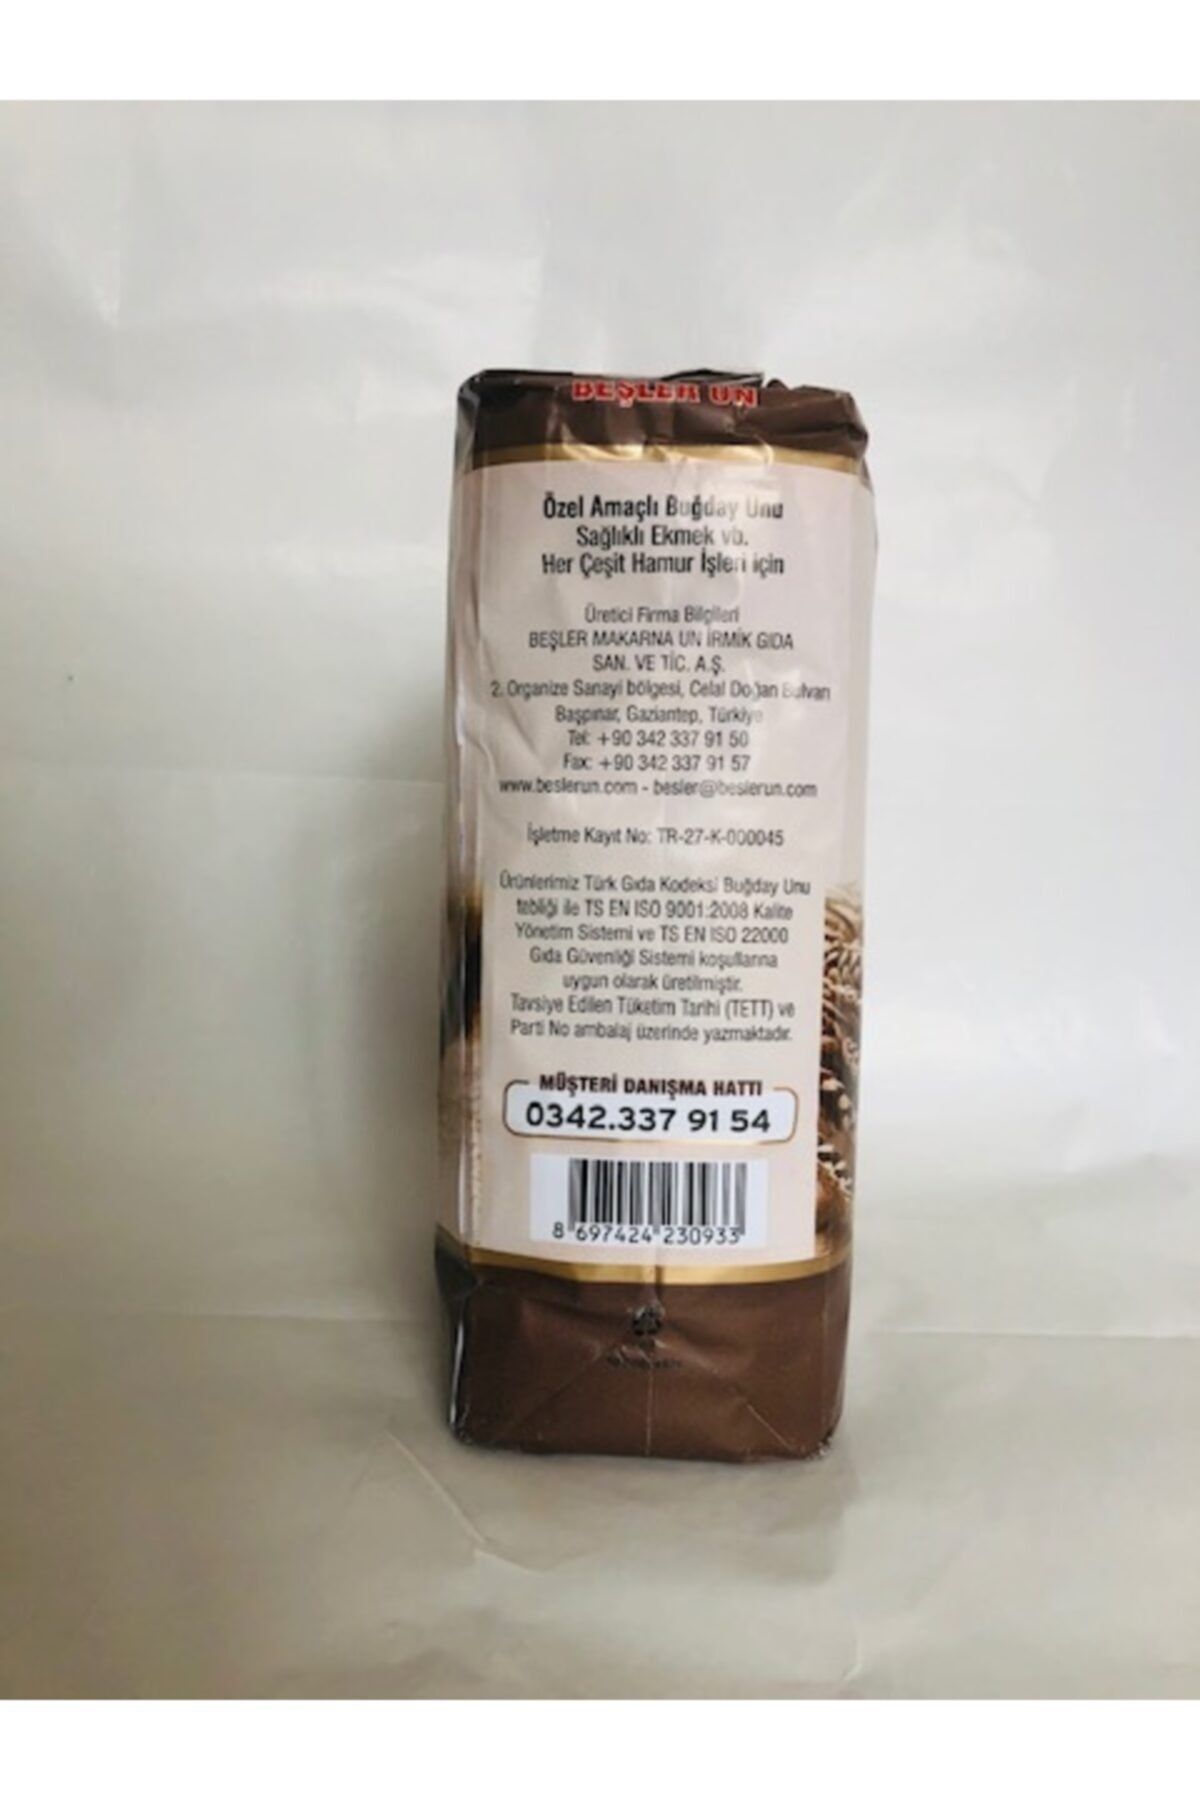 BEŞLER UN
Özel Amaçlı Buğday Unu
Sağlıklı Ekmek vb.
Her Çeşit Hamur İşleri için
Üretici Firma Bilgileri
BEŞLER MAKARNA UN İRMİK GIDA
SAN. VE TİC. A.Ş.
2. Organize Sanayi bölgesi, Celal Doğan Bulvarı
Başpınar, Gaziantep, Türkiye
Tel: +90 342 337 91 50
Fax: +90 342 337 91 57
www.beslerun.com - besler@beslerun.com
İşletme Kayıt No: TR-27-K-000045
Ürünlerimiz Türk Gıda Kodeksi Buğday Unu
tebliği ile TS EN ISO 9001:2008 Kalite
Yönetim Sistemi ve TS EN ISO 22000
Gıda Güvenliği Sistemi koşullarına
uygun olarak üretilmiştir.
Tavsiye Edilen Tüketim Tarihi (TETT) ve
Parti No ambalaj üzerinde yazmaktadır.
MÜŞTERİ DANIŞMA HATTI
0342.337 91 54
8 697424 230933